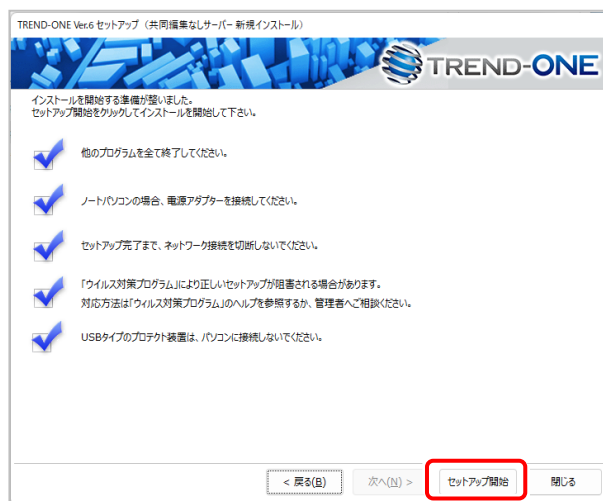 TREND-ONE Ver.6 セットアップ（共同編集なしサーバー 新規インストール）
TREND-ONE
インストールを開始する準備が整いました。
セットアップ開始をクリックしてインストールを開始して下さい。
他のプログラムを全て終了してください。
ノートパソコンの場合、電源アダプターを接続してください。
セットアップ完了まで、ネットワーク接続を切断しないでください。
「ウイルス対策プログラム」により正しいセットアップが阻害される場合があります。
対応方法は「ウィルス対策プログラム」のヘルプを参照するか、管理者へご相談ください。
USBタイプのプロテクト装置は、パソコンに接続しないでください。
< 戻る(B) 次へ(N) > セットアップ開始 閉じる